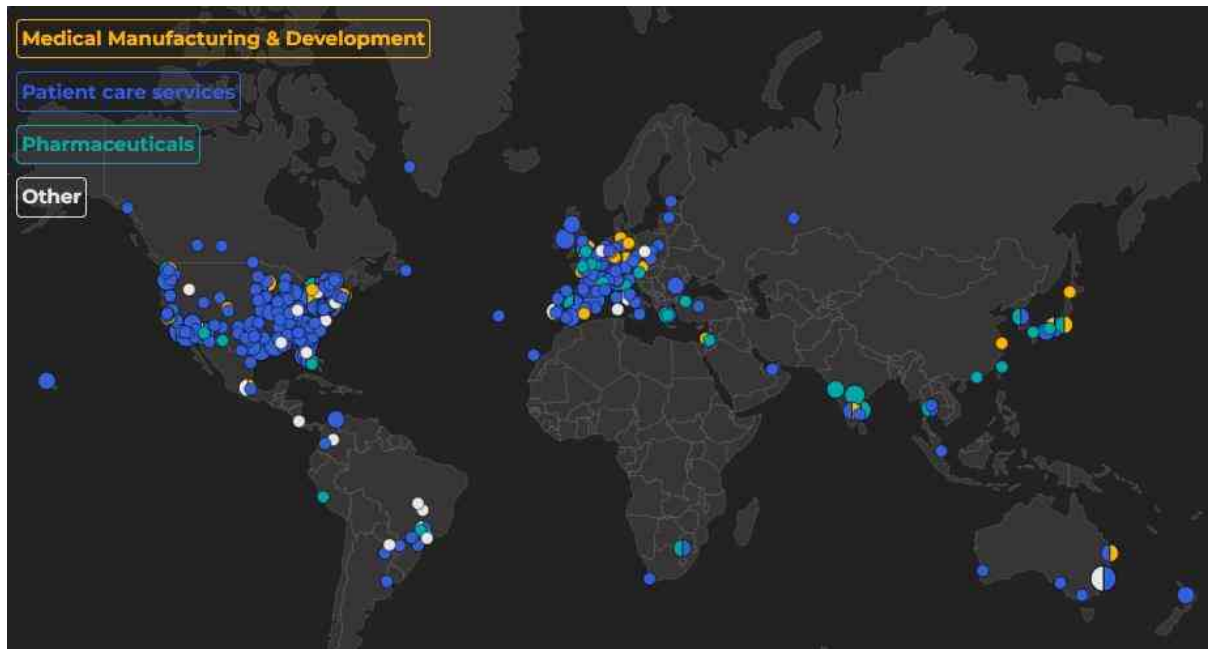 Medical Manufacturing & Development
Patient care services
Pharmaceuticals
Other